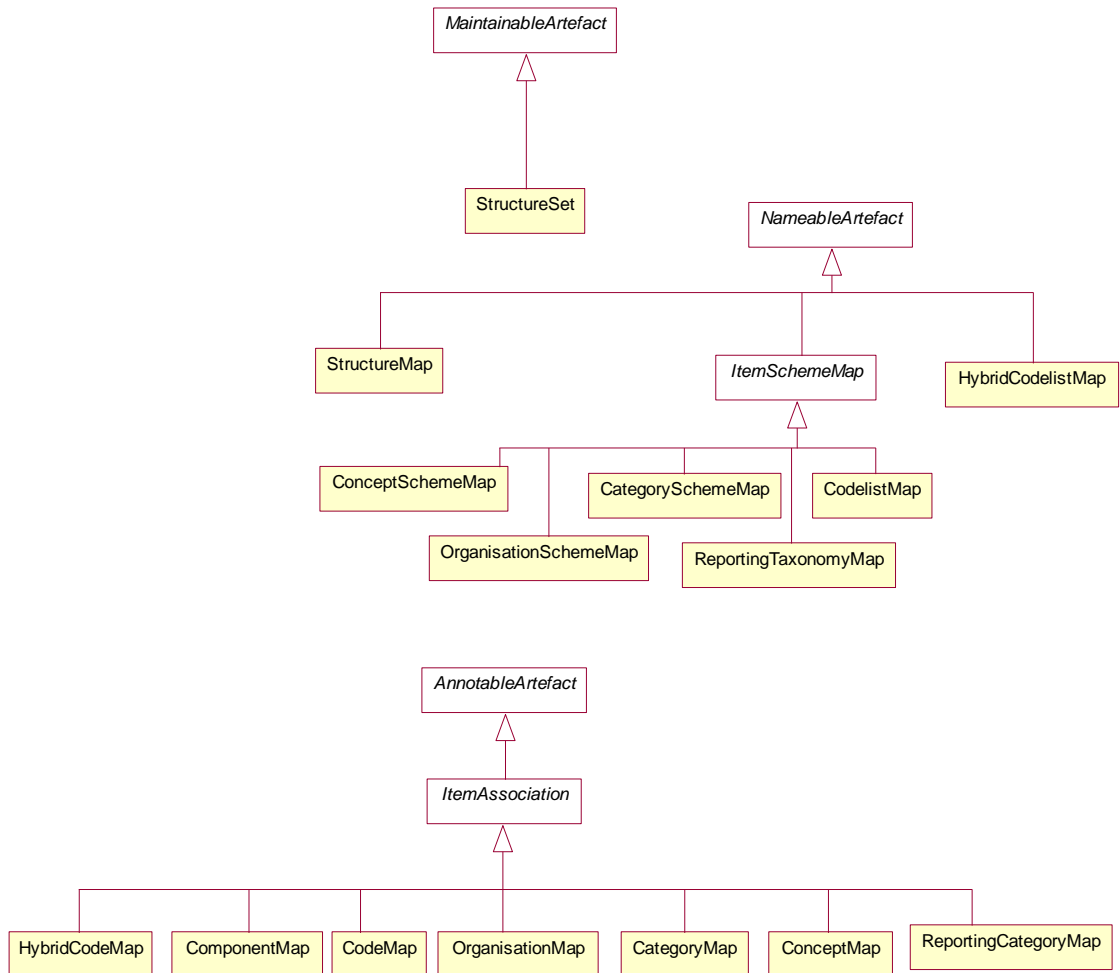 MaintainableArtefact
StructureSet
NameableArtefact
StructureMap
ItemSchemeMap
HybridCodelistMap
ConceptSchemeMap
CategorySchemeMap
CodelistMap
OrganisationSchemeMap
ReportingTaxonomyMap
AnnotableArtefact
ItemAssociation
HybridCodeMap
ComponentMap
CodeMap
OrganisationMap
CategoryMap
ConceptMap
ReportingCategoryMap